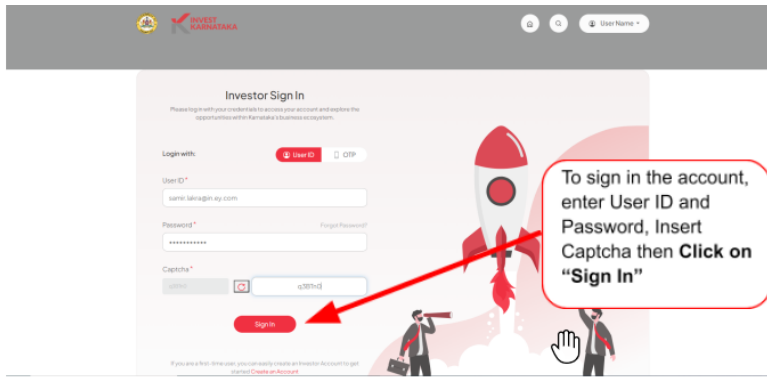 INVEST
KARNATAKA
User Name
Investor Sign In
Please log in with your credentials to access your account and explore the
opportunities within Karnataka's business ecosystem.
Login with:
User ID
OTP
User ID*
samir.lakra@in.ey.com
Password*
Forgot Password?
Captcha*
Sign In
If you are a first-time user, you can easily create an Investor Account to get
started Create an Account
To sign in the account,
enter User ID and
Password, Insert
Captcha then Click on
“Sign In”